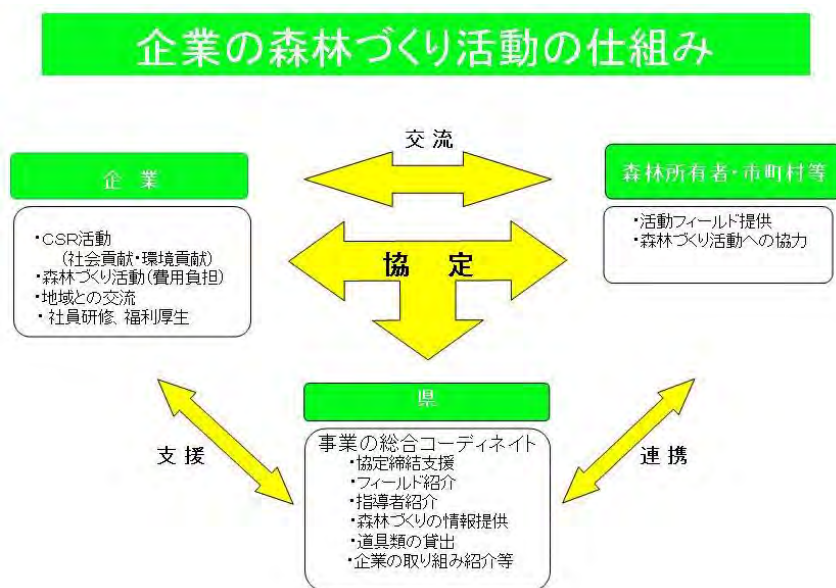 企業の森林づくり活動の仕組み
交流
企業
・CSR活動
(社会貢献・環境貢献)
・森林づくり活動(費用負担)
・地域との交流
・社員研修、福利厚生
森林所有者・市町村等
・活動フィールド提供
・森林づくり活動への協力
協定
支援
県
事業の総合コーディネイト
・協定締結支援
・フィールド紹介
・指導者紹介
・森林づくりの情報提供
・道具類の貸出
・企業の取り組み紹介等
連携